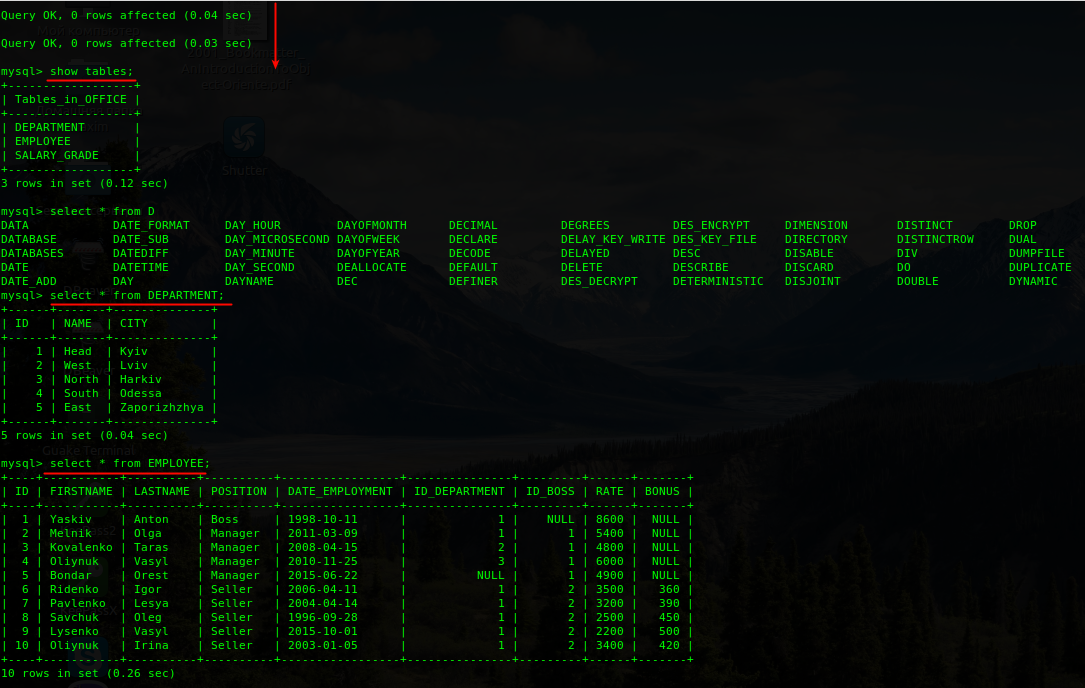 Query OK, 0 rows affected (0.04 sec)
Query OK, 0 rows affected (0.03 sec)
mysql> show tables;
+------------------+
| Tables_in_OFFICE |
+------------------+
| DEPARTMENT       |
| EMPLOYEE         |
| SALARY_GRADE     |
+------------------+
3 rows in set (0.12 sec)
Shutter
mysql> select * from D
DATA            DATE_FORMAT     DAY_HOUR        DAYOFMONTH      DECIMAL         DEGREES         DES_ENCRYPT     DIMENSION       DISTINCT        DROP
DATABASE        DATE_SUB        DAY_MICROSECOND DAYOFWEEK       DECLARE         DELAY_KEY_WRITE DES_KEY_FILE    DIRECTORY       DISTINCTROW     DUAL
DATABASES       DATEDIFF        DAY_MINUTE      DAYOFYEAR       DECODE          DELAYED         DESC            DISABLE         DIV             DUMPFILE
DATE            DATETIME        DAY_SECOND      DEALLOCATE      DEFAULT         DELETE          DESCRIBE        DISCARD         DO              DUPLICATE
DATE_ADD        DAY             DAYNAME         DEC             DEFINER         DES_DECRYPT     DETERMINISTIC   DISJOINT        DOUBLE          DYNAMIC
mysql> select * from DEPARTMENT;
+------+-------+--------------+
| ID   | NAME  | CITY         |
+------+-------+--------------+
|    1 | Head  | Kyiv         |
|    2 | West  | Lviv         |
|    3 | North | Harkiv       |
|    4 | South | Odessa       |
|    5 | East  | Zaporizhzhya |
+------+-------+--------------+
5 rows in set (0.04 sec)
Guake Terminal
mysql> select * from EMPLOYEE;
+----+-----------+----------+----------+-----------------+---------------+---------+------+-------+
| ID | FIRSTNAME | LASTNAME | POSITION | DATE_EMPLOYMENT | ID_DEPARTMENT | ID_BOSS | RATE | BONUS |
+----+-----------+----------+----------+-----------------+---------------+---------+------+-------+
|  1 | Yaskiv    | Anton    | Boss     | 1998-10-11      |             1 |    NULL | 8600 |  NULL |
|  2 | Melnik    | Olga     | Manager  | 2011-03-09      |             1 |       1 | 5400 |  NULL |
|  3 | Kovalenko | Taras    | Manager  | 2008-04-15      |             2 |       1 | 4800 |  NULL |
|  4 | Oliynuk   | Vasyl    | Manager  | 2010-11-25      |             3 |       1 | 6000 |  NULL |
|  5 | Bondar    | Orest    | Manager  | 2015-06-22      |          NULL |       1 | 4900 |  NULL |
|  6 | Ridenko   | Igor     | Seller   | 2006-04-11      |             1 |       2 | 3500 |   360 |
|  7 | Pavlenko  | Lesya    | Seller   | 2004-04-14      |             1 |       2 | 3200 |   390 |
|  8 | Savchuk   | Oleg     | Seller   | 1996-09-28      |             1 |       2 | 2500 |   450 |
|  9 | Lysenko   | Vasyl    | Seller   | 2015-10-01      |             1 |       2 | 2200 |   500 |
| 10 | Oliynuk   | Irina    | Seller   | 2003-01-05      |             1 |       2 | 3400 |   420 |
+----+-----------+----------+----------+-----------------+---------------+---------+------+-------+
10 rows in set (0.26 sec)